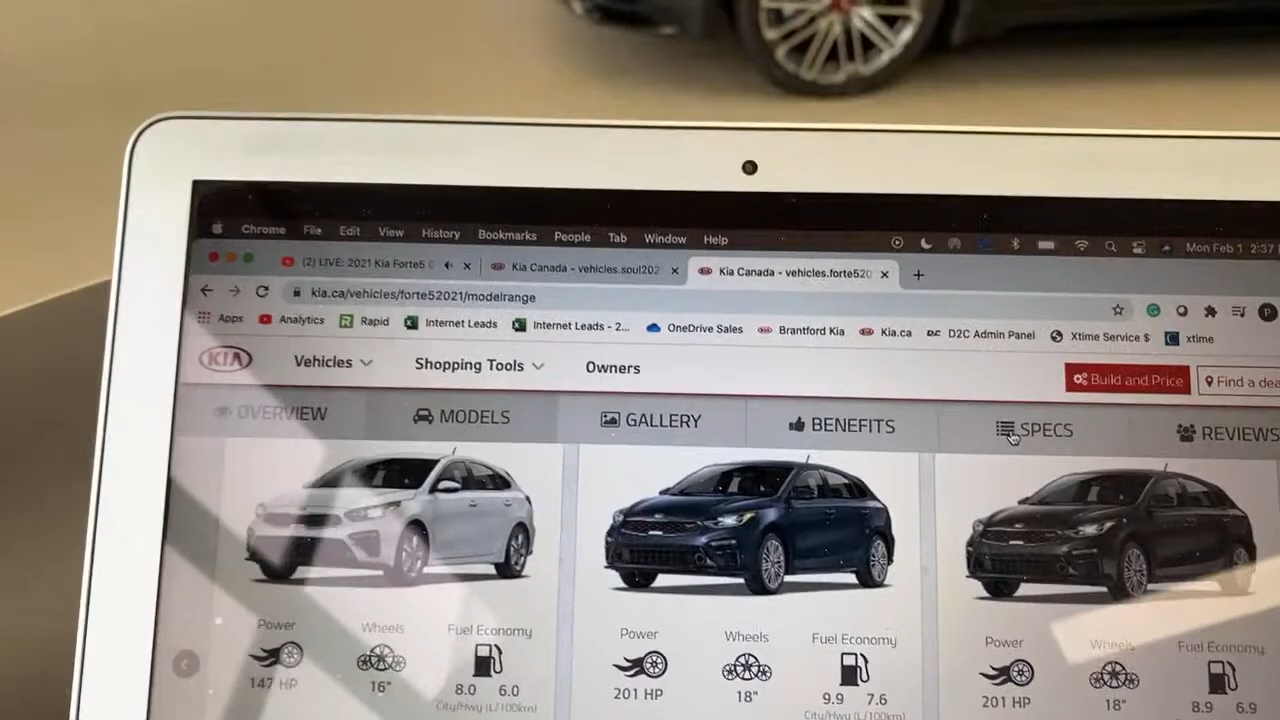 Chrome File Edit View History Bookmarks People Tab Window Help Mon Feb 1 2:37
(2) LIVE: 2021 Kia Forte5 Kia Canada - vehicles.soul202 Kia Canada - vehicles.forte520
kia.ca/vehicles/forte52021/modelrange P
Apps Analytics Rapid Internet Leads Internet Leads - 2... OneDrive Sales Brantford Kia Kia.ca D2C Admin Panel Xtime Service $ xtime
KIA Vehicles Shopping Tools Owners Build and Price Find a dea
OVERVIEW MODELS GALLERY BENEFITS SPECS REVIEWS
Power Wheels Fuel Economy Power Wheels Fuel Economy Power Wheels Fuel Economy
147 HP 16" 8.0 6.0 201 HP 18" 9.9 7.6 201 HP 18" 8.9 6.9
City/Hwy (L/100km) City/Hwy (L/100km)